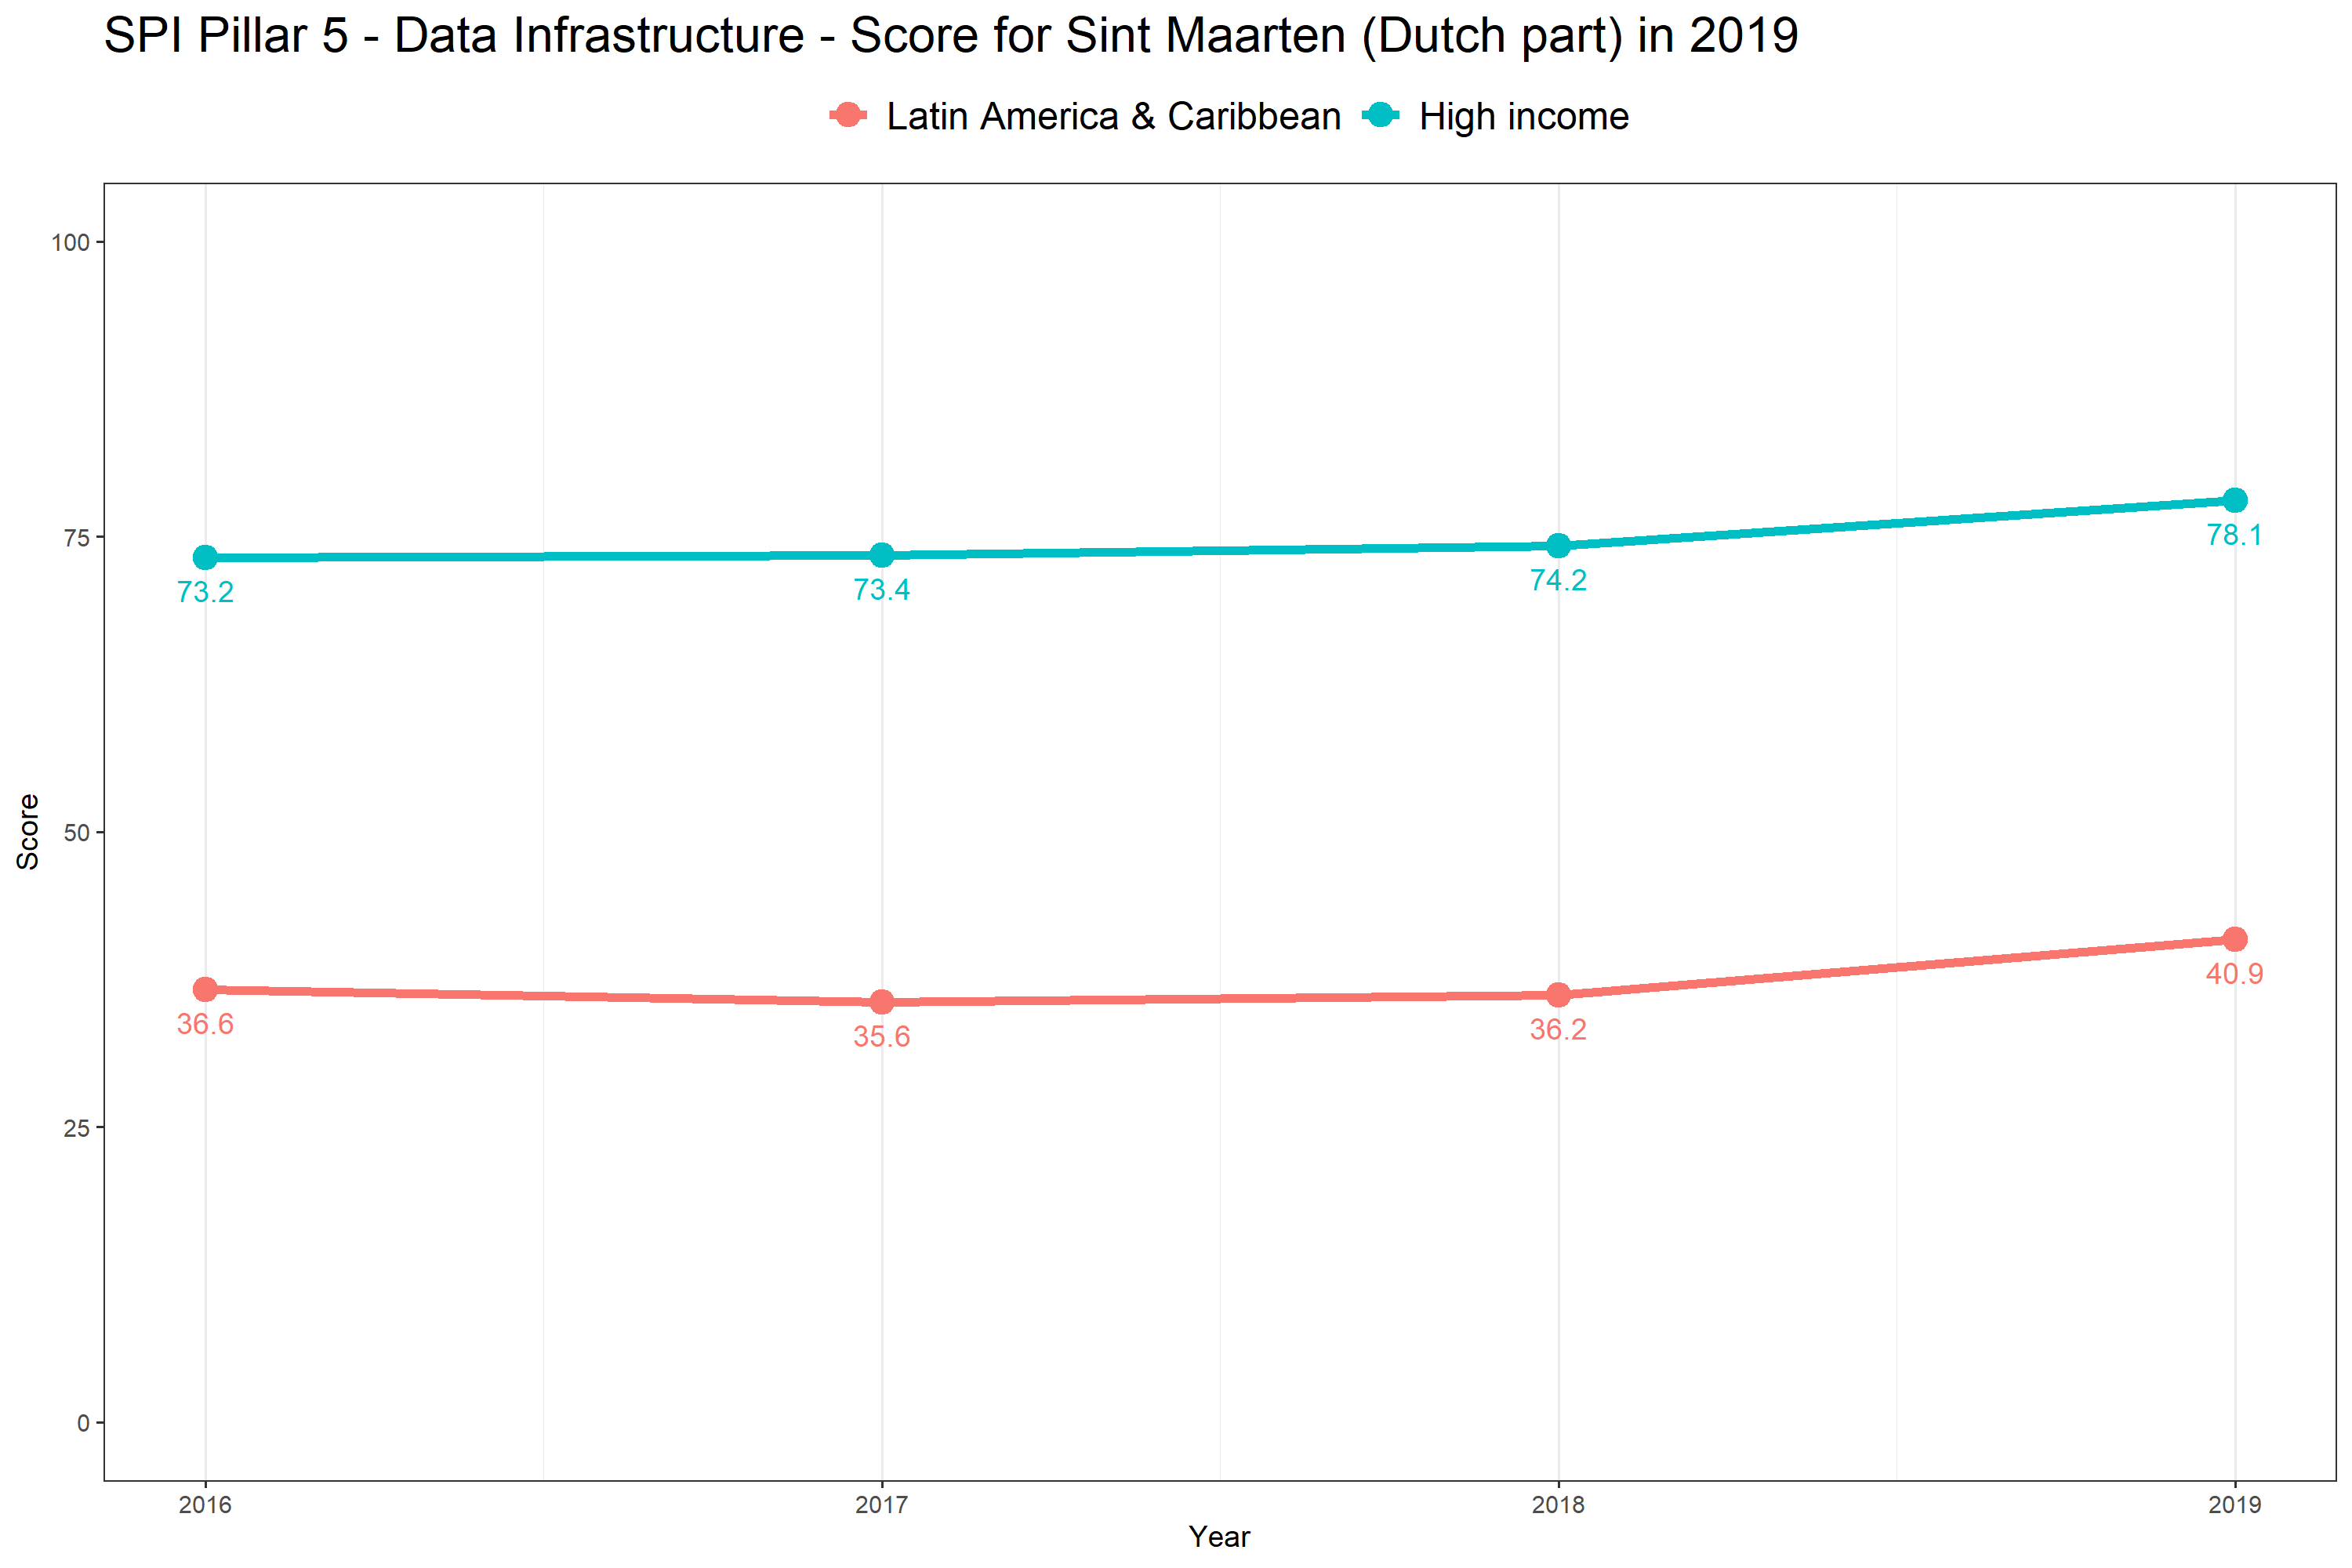 SPI Pillar 5 - Data Infrastructure - Score for Sint Maarten (Dutch part) in 2019
Latin America & Caribbean High income
100
75
50
25
0
Score
73.2
73.4
74.2
78.1
36.6
35.6
36.2
40.9
2016 2017 2018 2019
Year